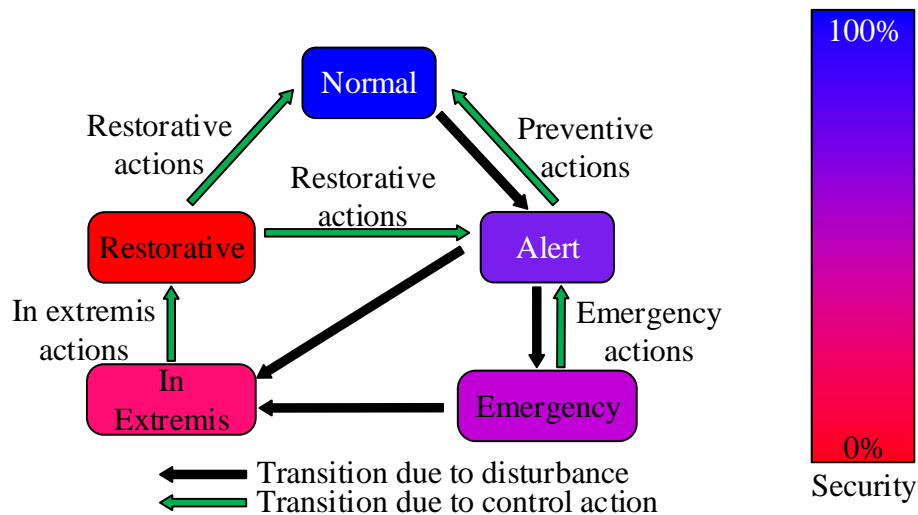 100%
Normal
Restorative
actions
Preventive
actions
Restorative
actions
Restorative
Alert
In extremis
actions
Emergency
actions
In
Extremis
Emergency
0%
Transition due to disturbance
Transition due to control action
Security